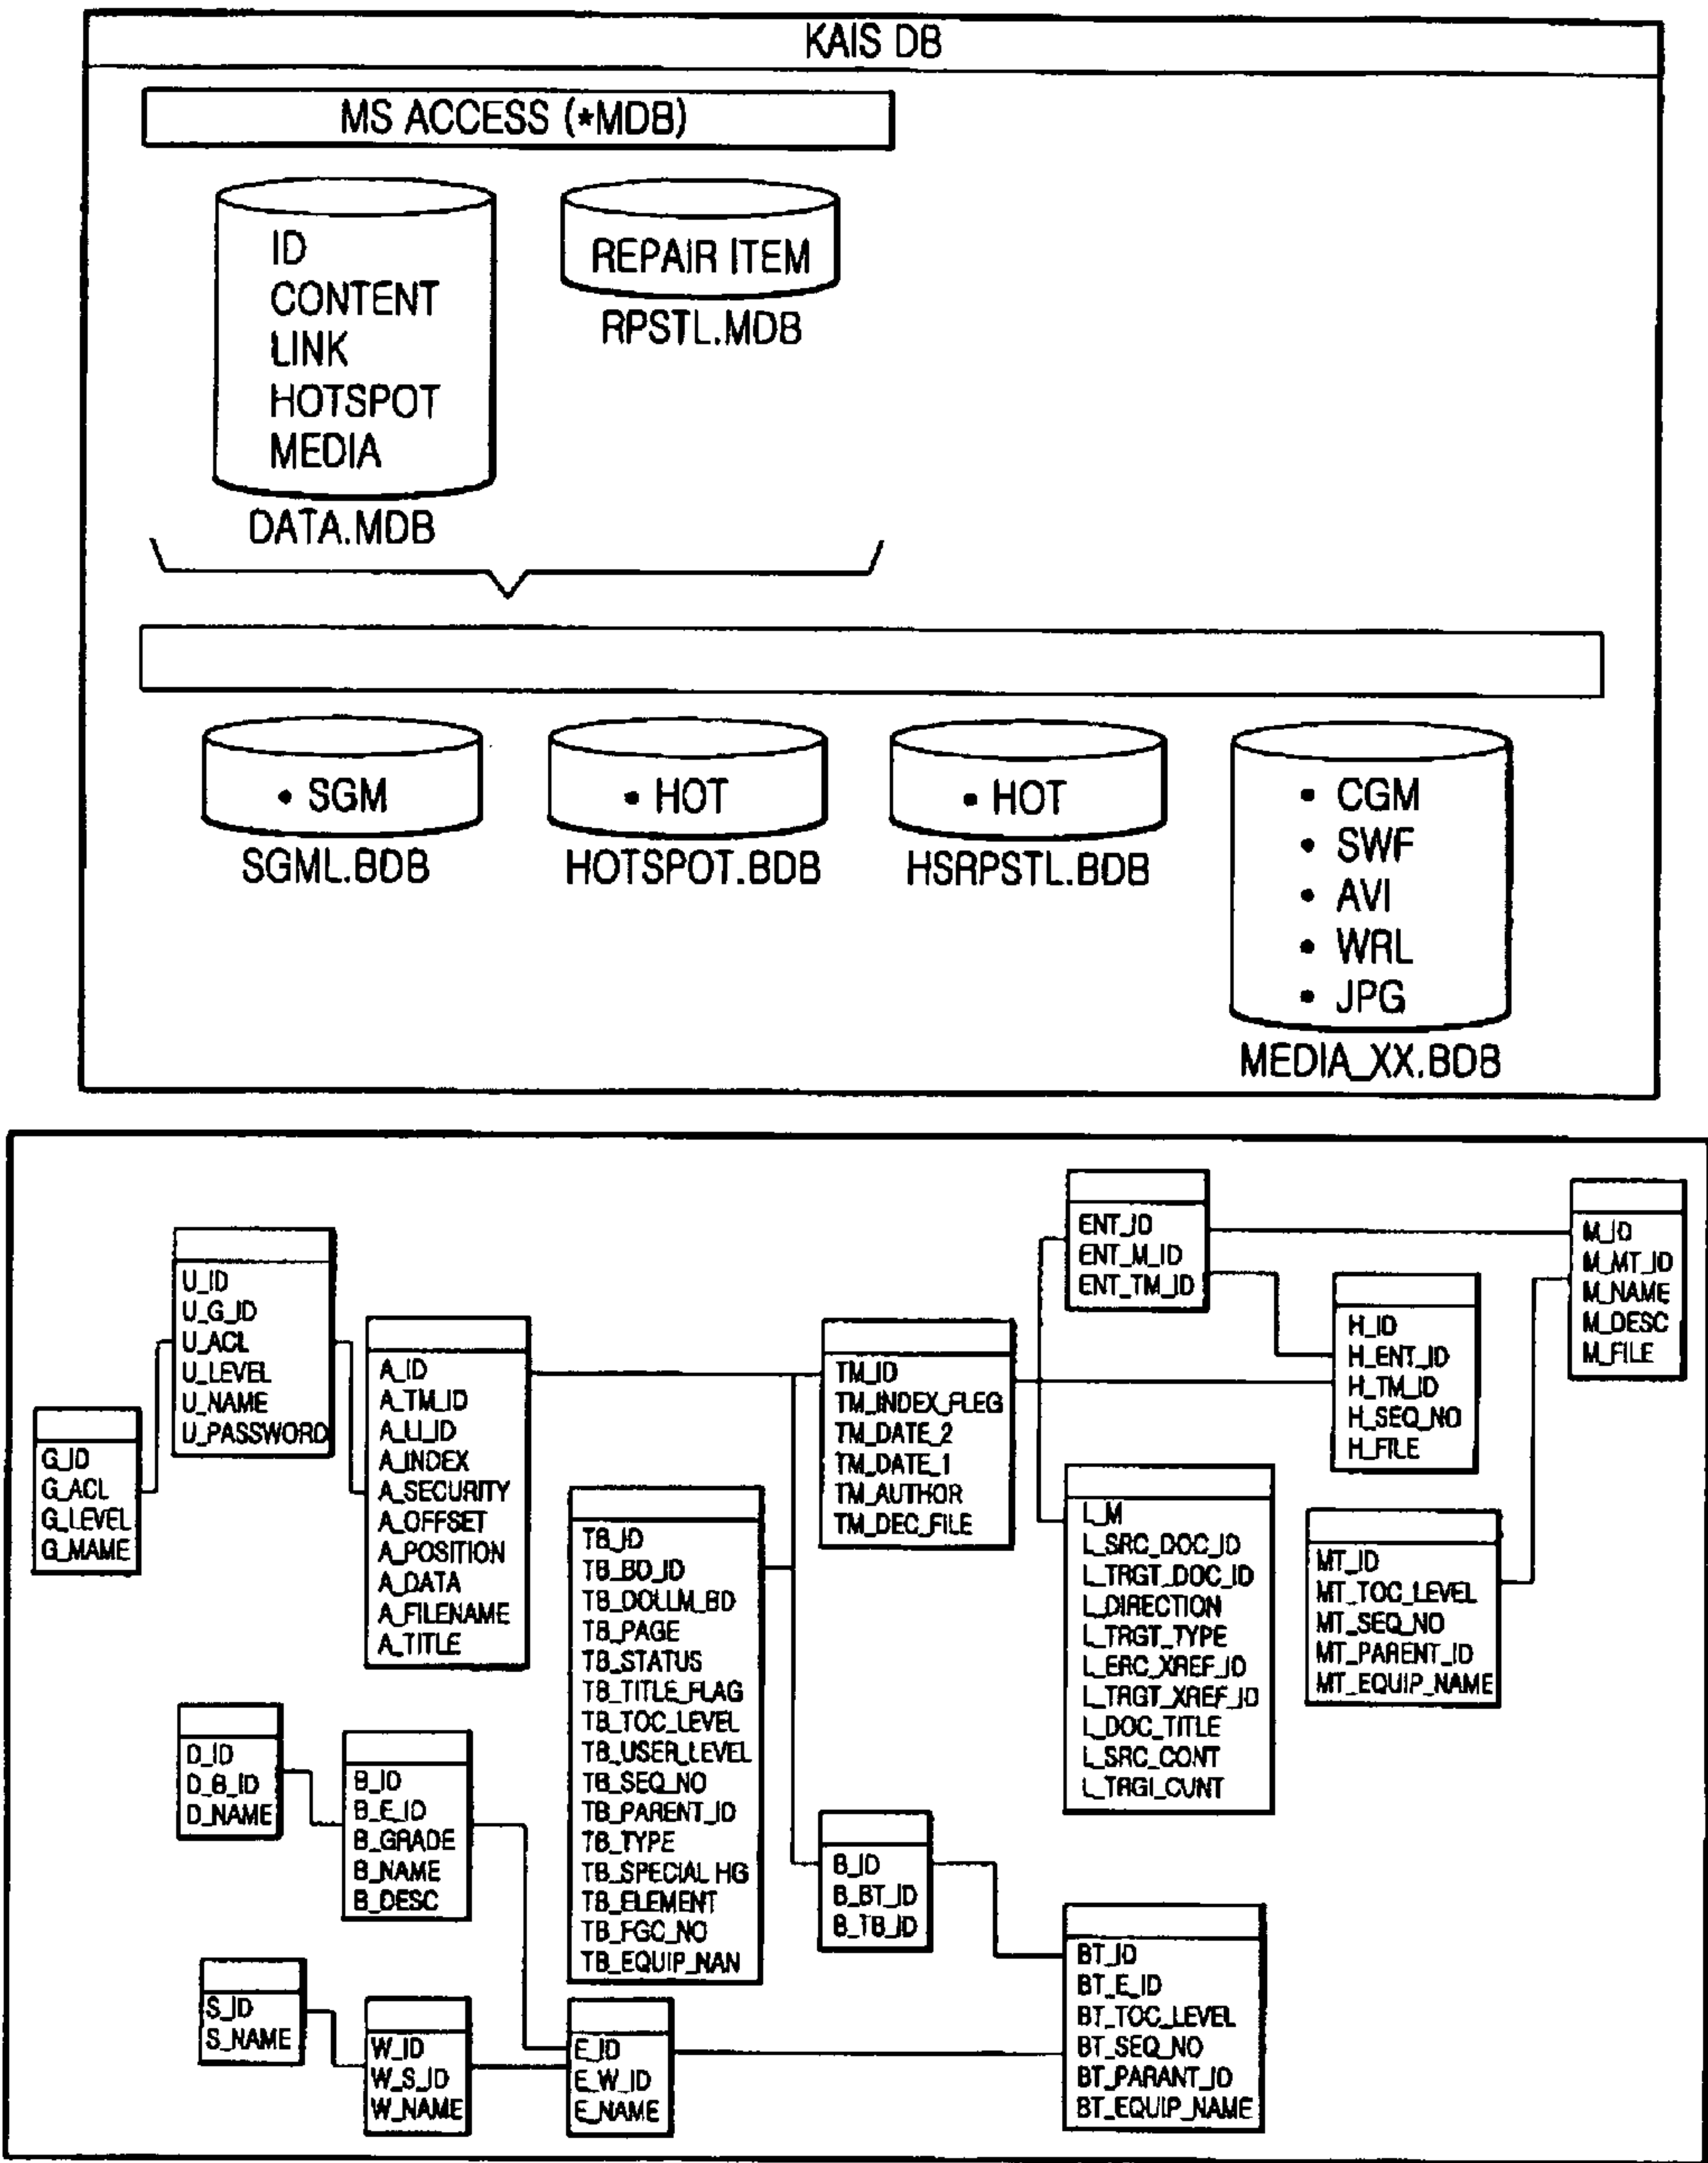 KAIS DB
MS ACCESS (*MDB)
ID
CONTENT
LINK
HOTSPOT
MEDIA
DATA.MDB
REPAIR ITEM
RPSTL.MDB
• SGM
SGML.BDB
• HOT
HOTSPOT.BDB
• HOT
HSRPSTL.BDB
• CGM
• SWF
• AVI
• WRL
• JPG
MEDIA_XX.BDB
G_ID
G_ACL
G_LEVEL
G_MAME
U_ID
U_G_ID
U_ACL
U_LEVEL
U_NAME
U_PASSWORD
A_ID
A_TM_ID
A_LI_ID
A_INDEX
A_SECURITY
A_OFFSET
A_POSITION
A_DATA
A_FILENAME
A_TITLE
TB_ID
TB_BD_ID
TB_DOLLM_BD
TB_PAGE
TB_STATUS
TB_TITLE_FLAG
TB_TOC_LEVEL
TB_USER_LEVEL
TB_SEQ_NO
TB_PARENT_ID
TB_TYPE
TB_SPECIAL HG
TB_ELEMENT
TB_FGC_NO
TB_EQUIP_NAN
TM_ID
TM_INDEX_FLEG
TM_DATE_2
TM_DATE_1
TM_AUTHOR
TM_DEC_FILE
ENT_ID
ENT_M_ID
ENT_TM_ID
H_ID
H_ENT_ID
H_TM_ID
H_SEQ_NO
H_FILE
M_ID
M_MT_ID
M_NAME
M_DESC
M_FILE
L_M
L_SRC_DOC_ID
L_TRGT_DOC_ID
L_DIRECTION
L_TRGT_TYPE
L_ERC_XREF_ID
L_TRGT_XREF_ID
L_DOC_TITLE
L_SRC_CONT
L_TRGI_CUNT
MT_ID
MT_TOC_LEVEL
MT_SEQ_NO
MT_PARENT_ID
MT_EQUIP_NAME
D_ID
D_B_ID
D_NAME
B_ID
B_E_ID
B_GRADE
B_NAME
B_DESC
B_ID
B_BT_ID
B_TB_ID
S_ID
S_NAME
W_ID
W_S_ID
W_NAME
E_ID
E_W_ID
E_NAME
BT_ID
BT_E_ID
BT_TOC_LEVEL
BT_SEQ_NO
BT_PARANT_ID
BT_EQUIP_NAME